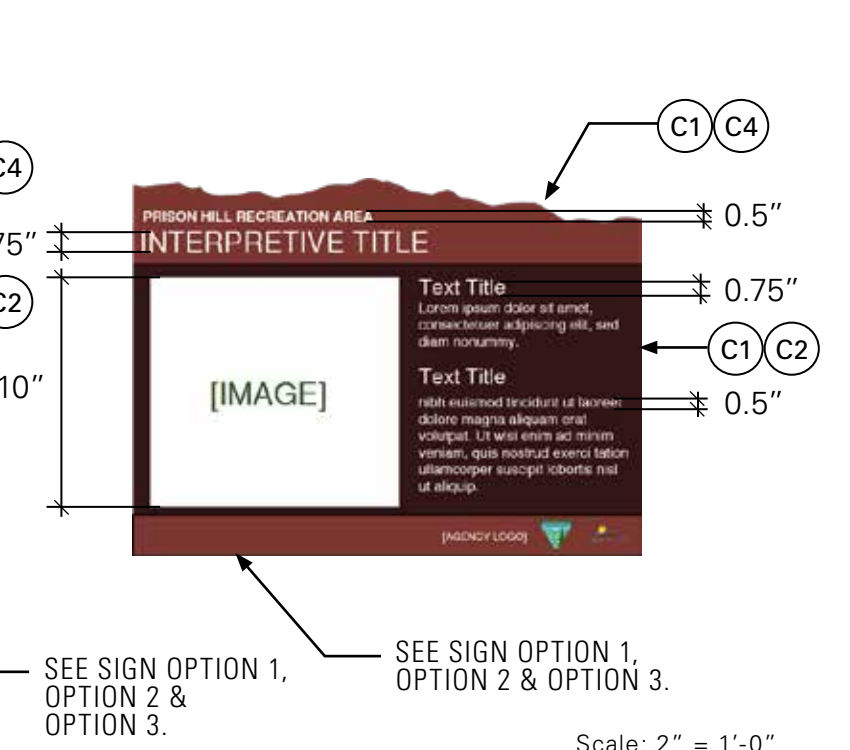 C1 C4
C4
PRISON HILL RECREATION AREA
0.5"
75"
INTERPRETIVE TITLE
C2
Text Title
0.75"
Lorem ipsum dolor sit amet,
consectetuer adipiscing elit, sed
diam nonummy.
C1 C2
10"
[IMAGE]
Text Title
nibh euismod tincidunt ut laoreet
0.5"
dolore magna aliquam erat
volutpat. Ut wisi enim ad minim
veniam, quis nostrud exerci tation
ullamcorper suscipit lobortis nisl
ut aliquip.
[AGENCY LOGO]
SEE SIGN OPTION 1,
OPTION 2 &
OPTION 3.
SEE SIGN OPTION 1,
OPTION 2 & OPTION 3.
Scale: 2" = 1'-0"